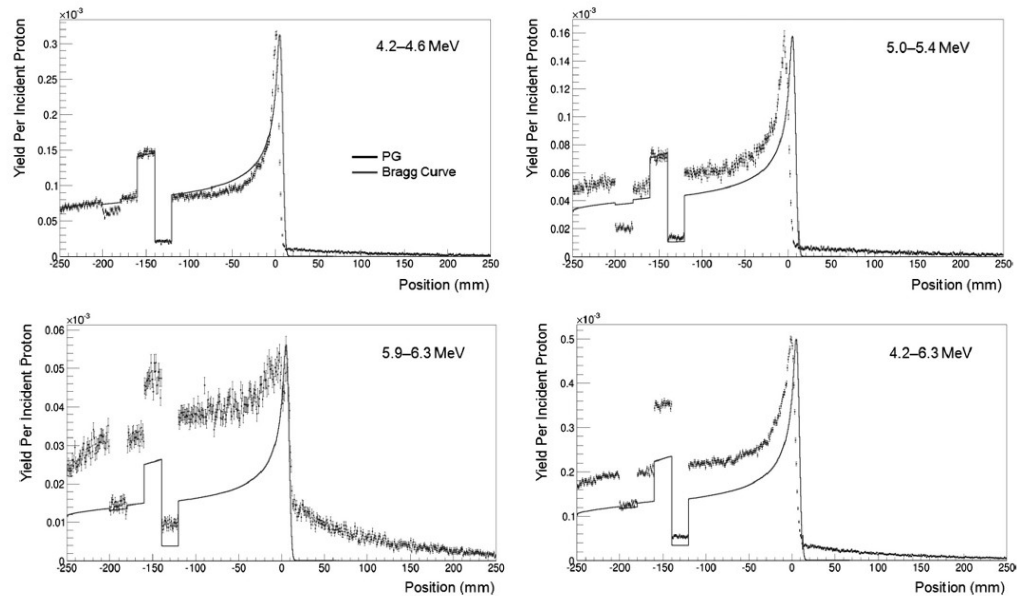 ×10⁻³
Yield Per Incident Proton
0.3
0.25
0.2
0.15
0.1
0.05
0
-250 -200 -150 -100 -50 0 50 100 150 200 250
Position (mm)
4.2–4.6 MeV
PG
Bragg Curve
×10⁻³
Yield Per Incident Proton
0.16
0.14
0.12
0.1
0.08
0.06
0.04
0.02
0
-250 -200 -150 -100 -50 0 50 100 150 200 250
Position (mm)
5.0–5.4 MeV
×10⁻³
Yield Per Incident Proton
0.06
0.05
0.04
0.03
0.02
0.01
0
-250 -200 -150 -100 -50 0 50 100 150 200 250
Position (mm)
5.9–6.3 MeV
×10⁻³
Yield Per Incident Proton
0.5
0.4
0.3
0.2
0.1
0
-250 -200 -150 -100 -50 0 50 100 150 200 250
Position (mm)
4.2–6.3 MeV